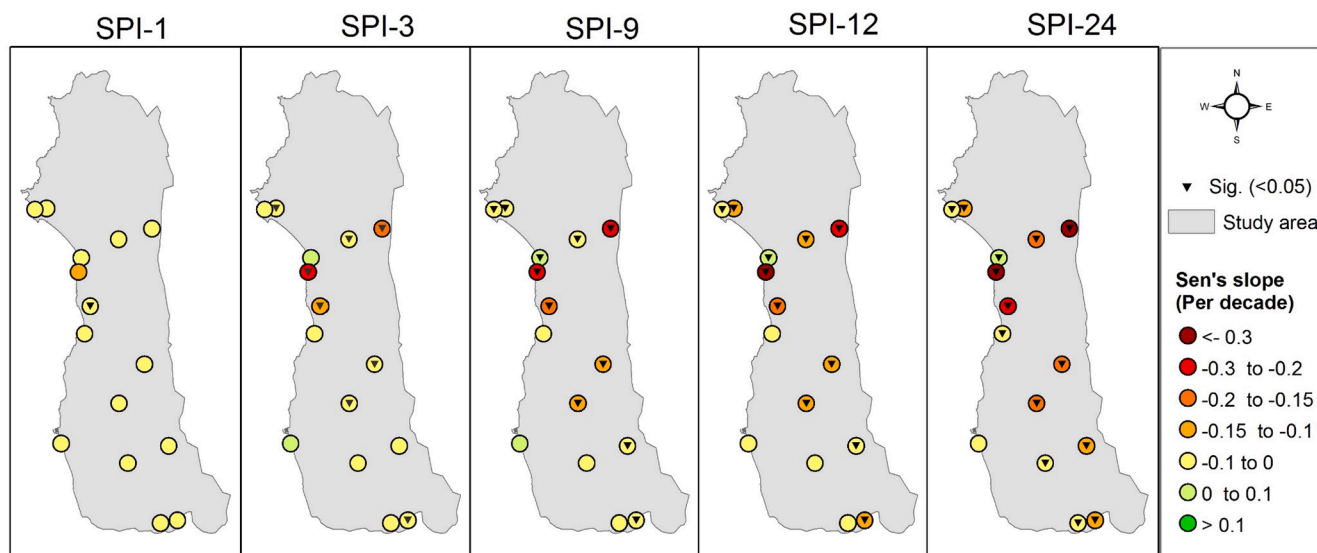 SPI-1 SPI-3 SPI-9 SPI-12 SPI-24
N
W E
S
Sig. (<0.05)
Study area
Sen's slope
(Per decade)
<- 0.3
-0.3 to -0.2
-0.2 to -0.15
-0.15 to -0.1
-0.1 to 0
0 to 0.1
> 0.1